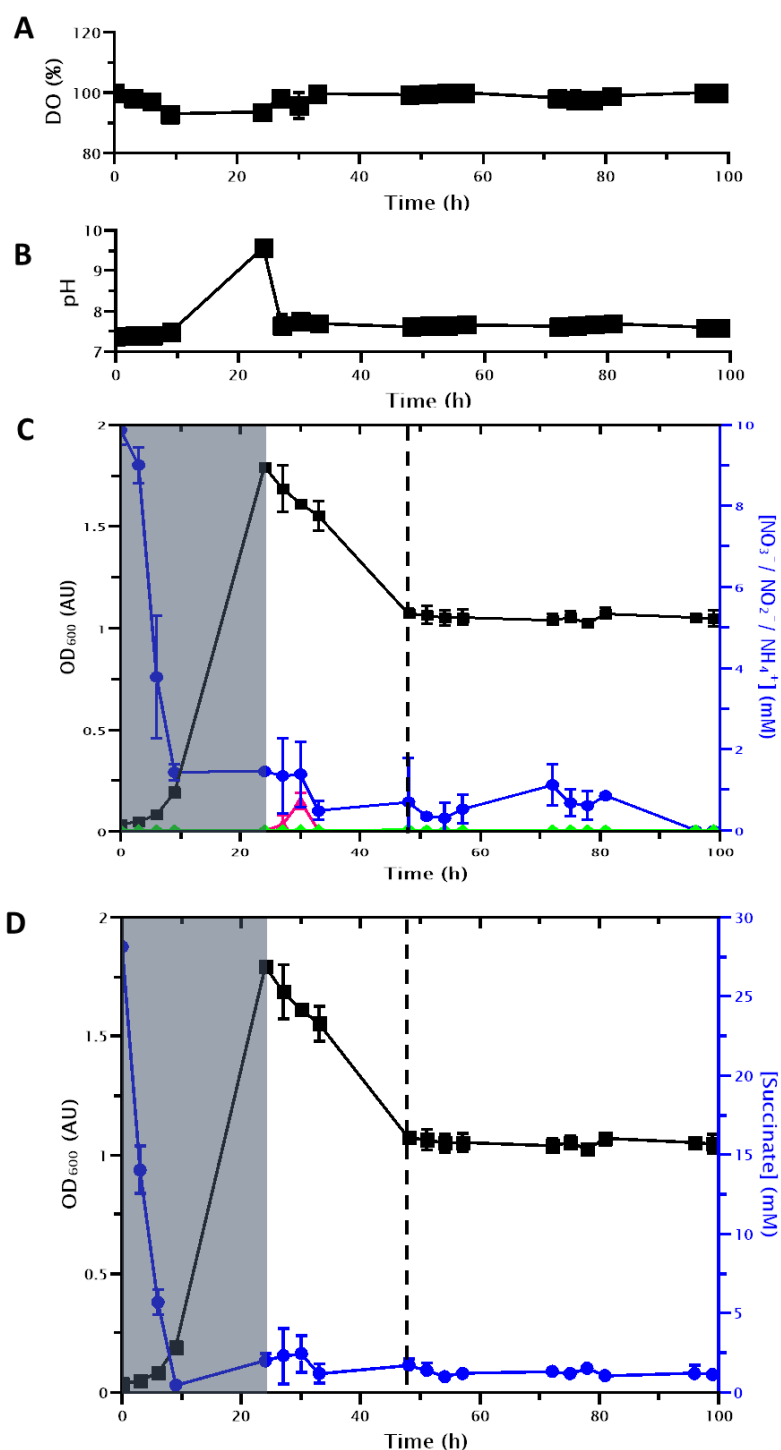 A
120
100
80
DO (%)
0 20 40 60 80 100
Time (h)
B
10
9
8
7
pH
0 20 40 60 80 100
Time (h)
C
2
1.5
1
0.5
0
OD₆₀₀ (AU)
10
8
6
4
2
0
[NO₃⁻/ NO₂⁻/ NH₄⁺] (mM)
0 20 40 60 80 100
Time (h)
D
2
1.5
1
0.5
0
OD₆₀₀ (AU)
30
25
20
15
10
5
0
[Succinate] (mM)
0 20 40 60 80 100
Time (h)